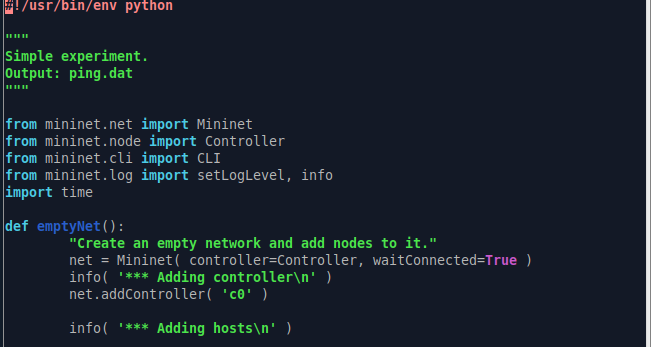 #!/usr/bin/env python

"""
Simple experiment.
Output: ping.dat
"""

from mininet.net import Mininet
from mininet.node import Controller
from mininet.cli import CLI
from mininet.log import setLogLevel, info
import time

def emptyNet():
        "Create an empty network and add nodes to it."
        net = Mininet( controller=Controller, waitConnected=True )
        info( '*** Adding controller\n' )
        net.addController( 'c0' )

        info( '*** Adding hosts\n' )